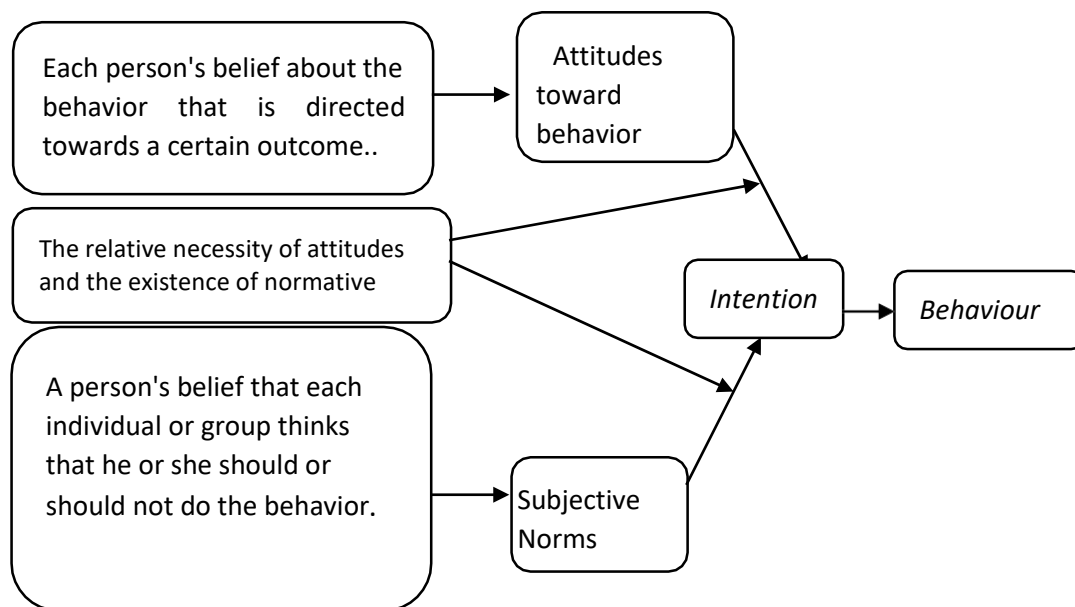 Each person's belief about the
behavior that is directed
towards a certain outcome..
Attitudes
toward
behavior
The relative necessity of attitudes
and the existence of normative
Intention
Behaviour
A person's belief that each
individual or group thinks
that he or she should or
should not do the behavior.
Subjective
Norms